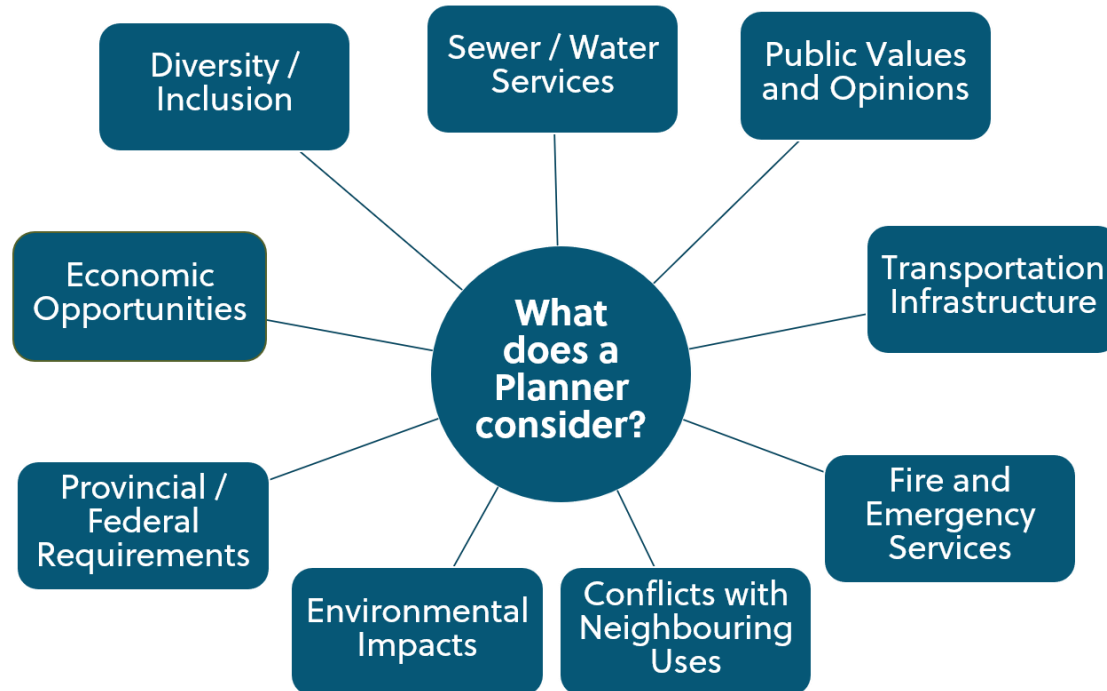 Diversity /
Inclusion
Sewer / Water
Services
Public Values
and Opinions
Economic
Opportunities
Transportation
Infrastructure
What
does a
Planner
consider?
Provincial /
Federal
Requirements
Fire and
Emergency
Services
Environmental
Impacts
Conflicts with
Neighbouring
Uses